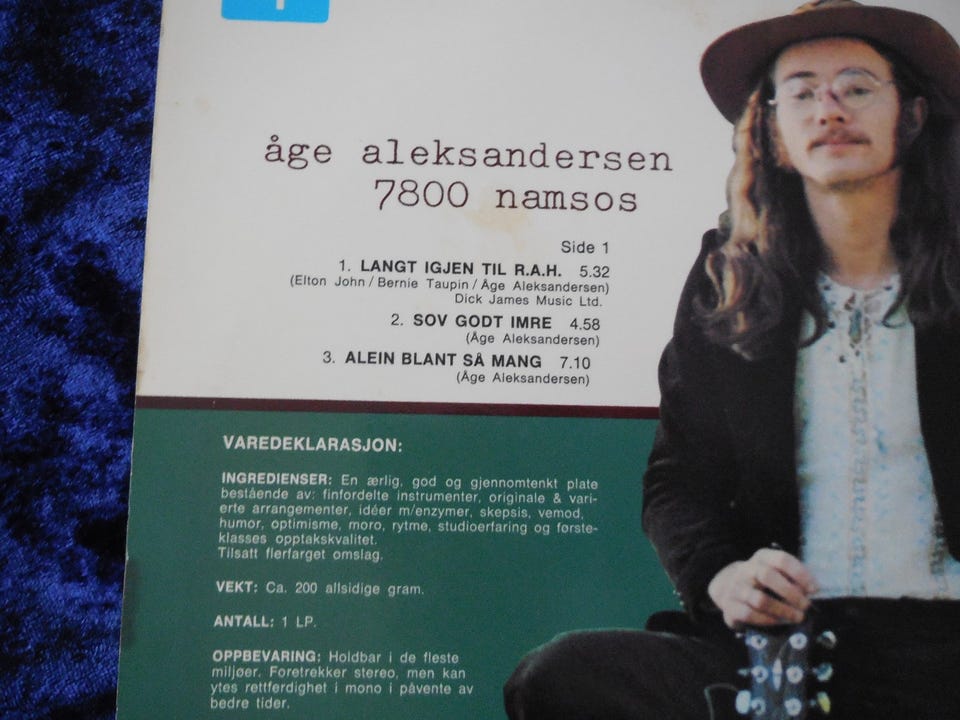 åge aleksandersen
7800 namsos
Side 1
1. LANGT IGJEN TIL R.A.H. 5.32
(Elton John / Bernie Taupin / Åge Aleksandersen)
Dick James Music Ltd.
2. SOV GODT IMRE 4.58
(Åge Aleksandersen)
3. ALEIN BLANT SÅ MANG 7.10
(Åge Aleksandersen)
VAREDEKLARASJON:
INGREDIENSER: En ærlig, god og gjennomtenkt plate
bestående av: finfordelte instrumenter, originale & vari-
erte arrangementer, idéer m/enzymer, skepsis, vemod,
humor, optimisme, moro, rytme, studioerfaring og første-
klasses opptakskvalitet.
Tilsatt flerfarget omslag.
VEKT: Ca. 200 allsidige gram.
ANTALL: 1 LP.
OPPBEVARING: Holdbar i de fleste
miljøer. Foretrekker stereo, men kan
ytes rettferdighet i mono i påvente av
bedre tider.